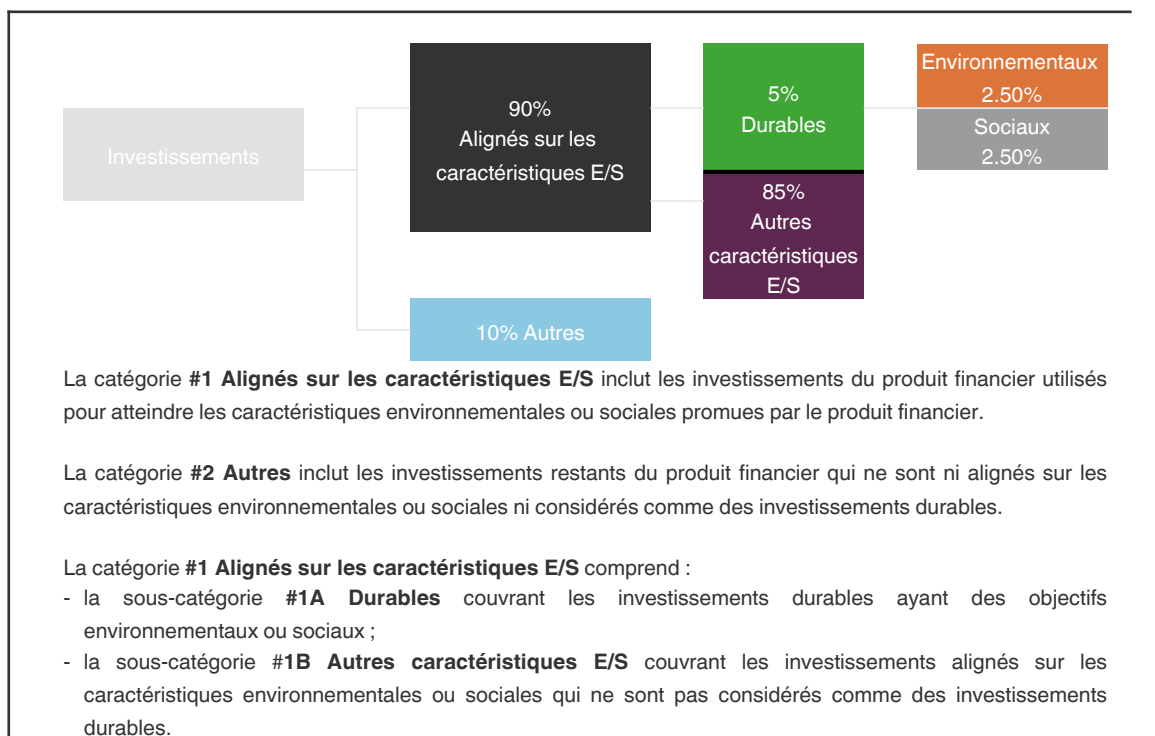 Investissements
90%
Alignés sur les
caractéristiques E/S
10% Autres
5%
Durables
85%
Autres
caractéristiques
E/S
Environnementaux
2.50%
Sociaux
2.50%
La catégorie #1 Alignés sur les caractéristiques E/S inclut les investissements du produit financier utilisés
pour atteindre les caractéristiques environnementales ou sociales promues par le produit financier.
La catégorie #2 Autres inclut les investissements restants du produit financier qui ne sont ni alignés sur les
caractéristiques environnementales ou sociales ni considérés comme des investissements durables.
La catégorie #1 Alignés sur les caractéristiques E/S comprend :
- la sous-catégorie #1A Durables couvrant les investissements durables ayant des objectifs
environnementaux ou sociaux ;
- la sous-catégorie #1B Autres caractéristiques E/S couvrant les investissements alignés sur les
caractéristiques environnementales ou sociales qui ne sont pas considérés comme des investissements
durables.